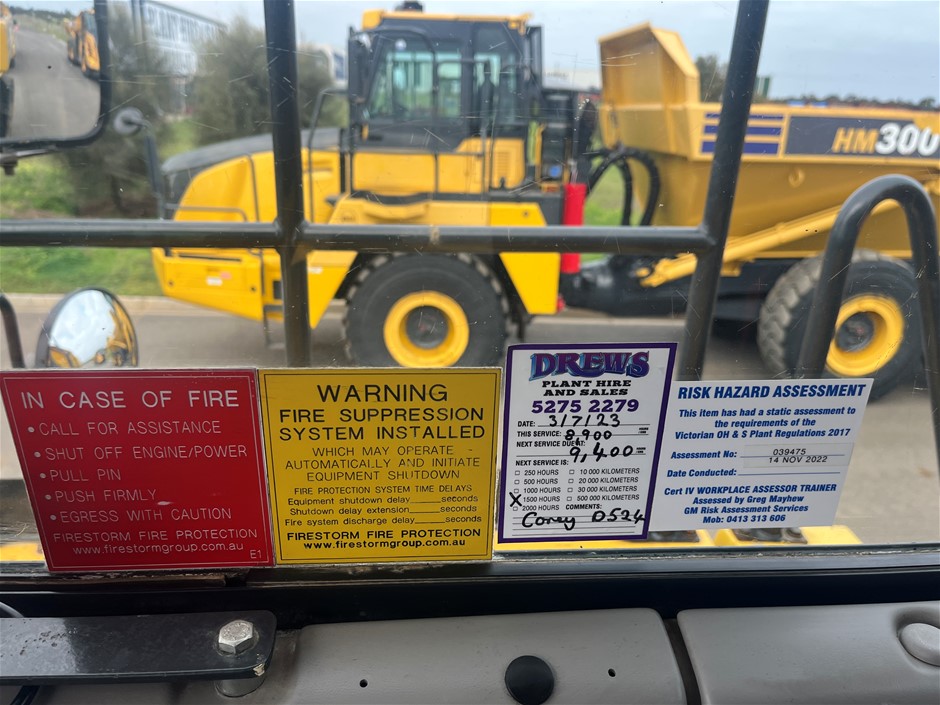 HM300
IN CASE OF FIRE
• CALL FOR ASSISTANCE
• SHUT OFF ENGINE/POWER
• PULL PIN
• PUSH FIRMLY
• EGRESS WITH CAUTION
FIRESTORM FIRE PROTECTION
www.firestormgroup.com.au
E1
WARNING
FIRE SUPPRESSION
SYSTEM INSTALLED
WHICH MAY OPERATE
AUTOMATICALLY AND INITIATE
EQUIPMENT SHUTDOWN
FIRE PROTECTION SYSTEM TIME DELAYS
Equipment shutdown delay______seconds
Shutdown delay extension______seconds
Fire system discharge delay______seconds
FIRESTORM FIRE PROTECTION
www.firestormgroup.com.au
DREWS
PLANT HIRE
AND SALES
5275 2279
DATE: 3/7/23
THIS SERVICE: 8,900
NEXT SERVICE DUE AT: 9,400
NEXT SERVICE IS:
□ 250 HOURS □ 10 000 KILOMETERS
□ 500 HOURS □ 20 000 KILOMETERS
□ 1000 HOURS □ 30 000 KILOMETERS
X 1500 HOURS □ 500 000 KILOMETERS
□ 2000 HOURS COMMENTS:
Corey D524
RISK HAZARD ASSESSMENT
This item has had a static assessment to
the requirements of the
Victorian OH & S Plant Regulations 2017
Assessment No: 039475
Date Conducted: 14 NOV 2022
Cert IV WORKPLACE ASSESSOR TRAINER
Assessed by Greg Mayhew
GM Risk Assessment Services
Mob: 0413 313 606